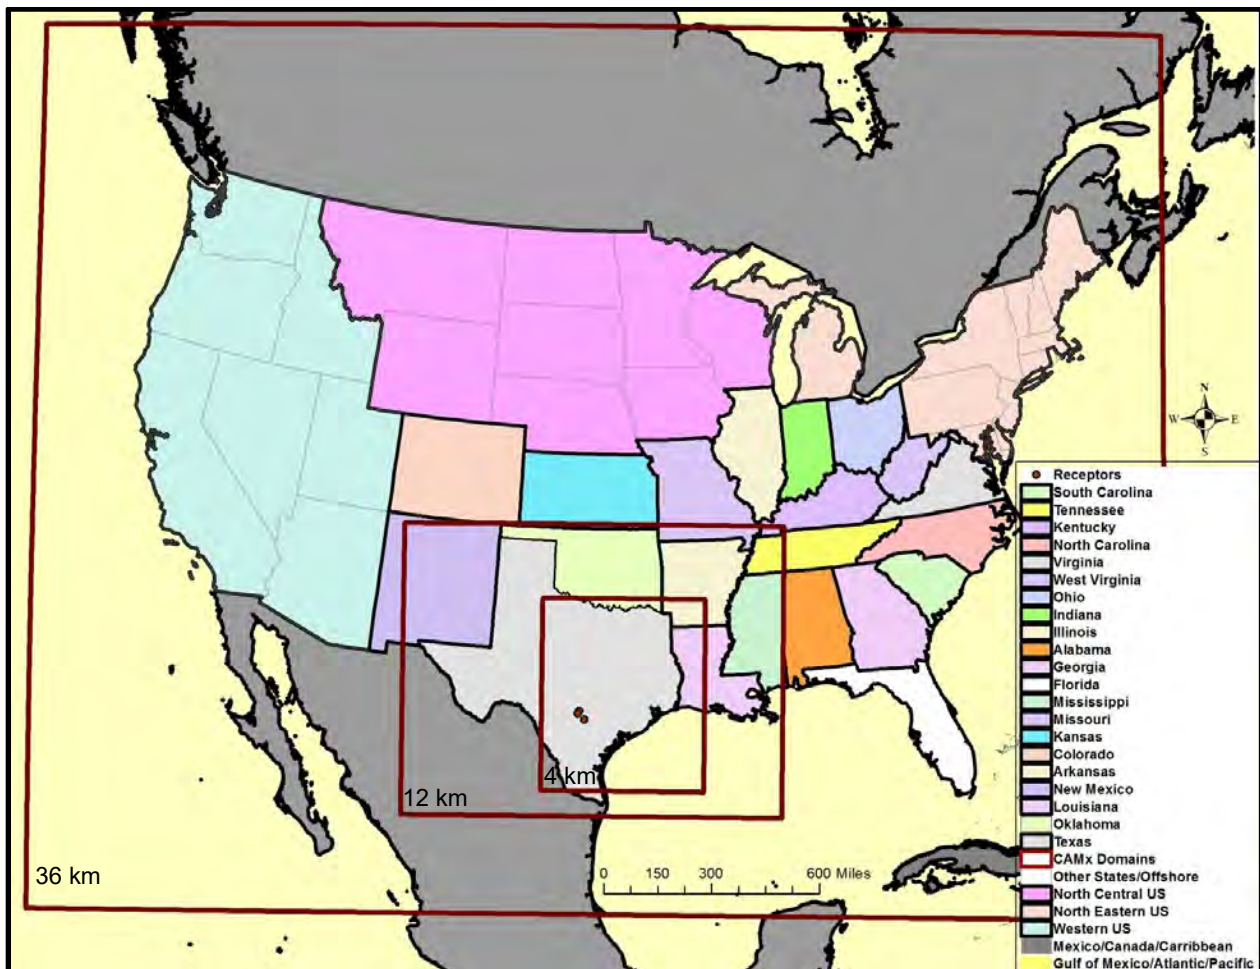 N
W E
S
Receptors
South Carolina
Tennessee
Kentucky
North Carolina
Virginia
West Virginia
Ohio
Indiana
Illinois
Alabama
Georgia
Florida
Mississippi
Missouri
Kansas
Colorado
Arkansas
New Mexico
Louisiana
Oklahoma
Texas
CAMx Domains
Other States/Offshore
North Central US
North Eastern US
Western US
Mexico/Canada/Carribbean
Gulf of Mexico/Atlantic/Pacific
4 km
12 km
36 km
0 150 300 600 Miles